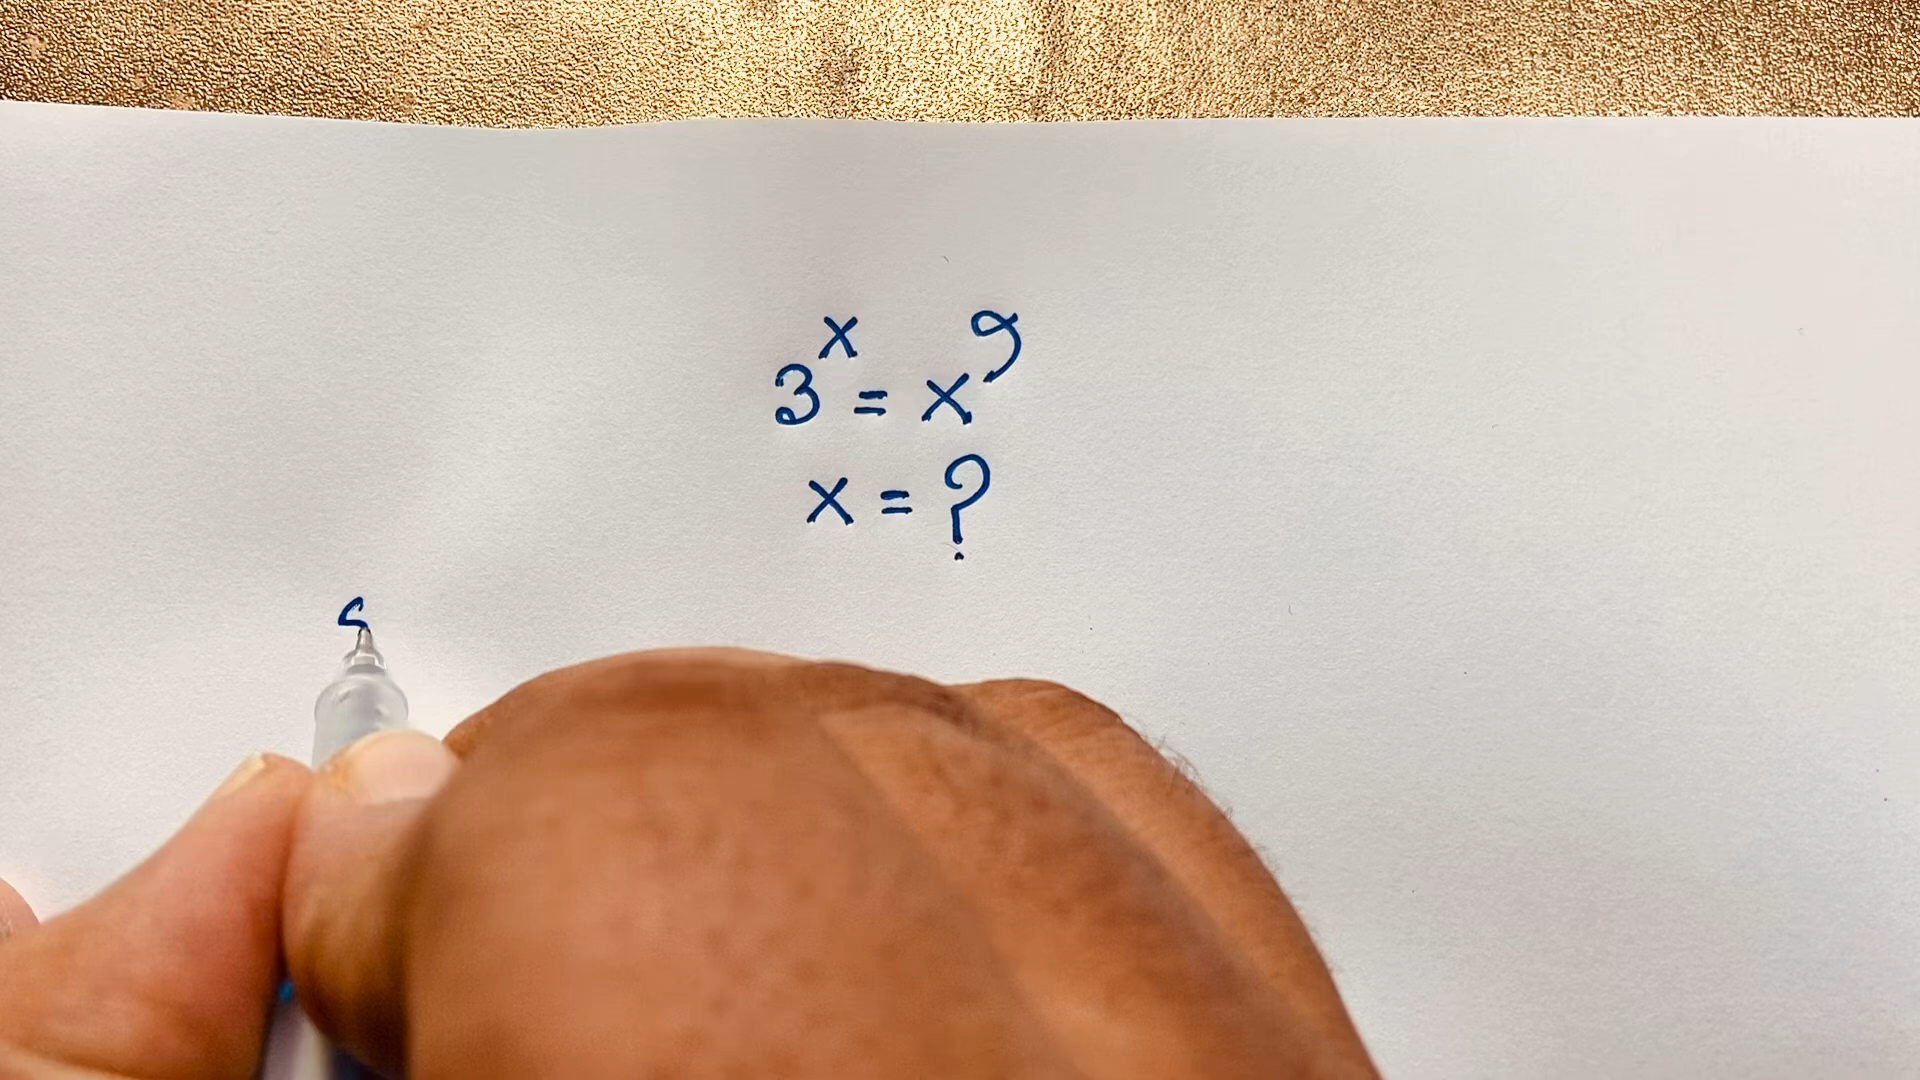 3^x = x^9
x = ?
S